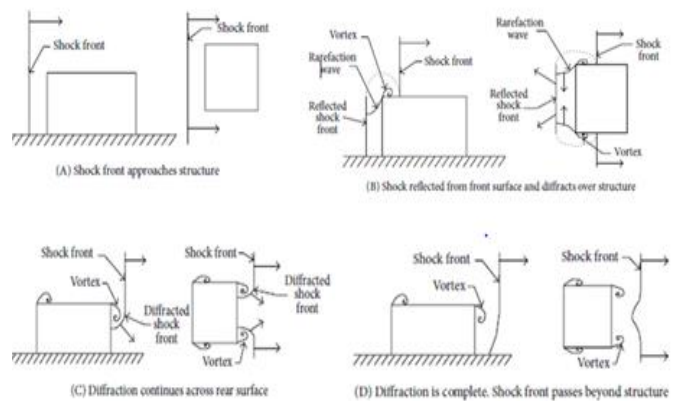 Shock front
Shock front
(A) Shock front approaches structure
Vortex
Rarefaction
wave
Shock front
Reflected
shock
front
Rarefaction
wave
Shock
front
Reflected
shock
front
Vortex
(B) Shock reflected from front surface and diffracts over structure
Shock front
Vortex
Diffracted
shock
front
Shock front
Diffracted
shock
front
Vortex
(C) Diffraction continues across rear surface
Shock front
Vortex
Shock front
Vortex
(D) Diffraction is complete. Shock front passes beyond structure